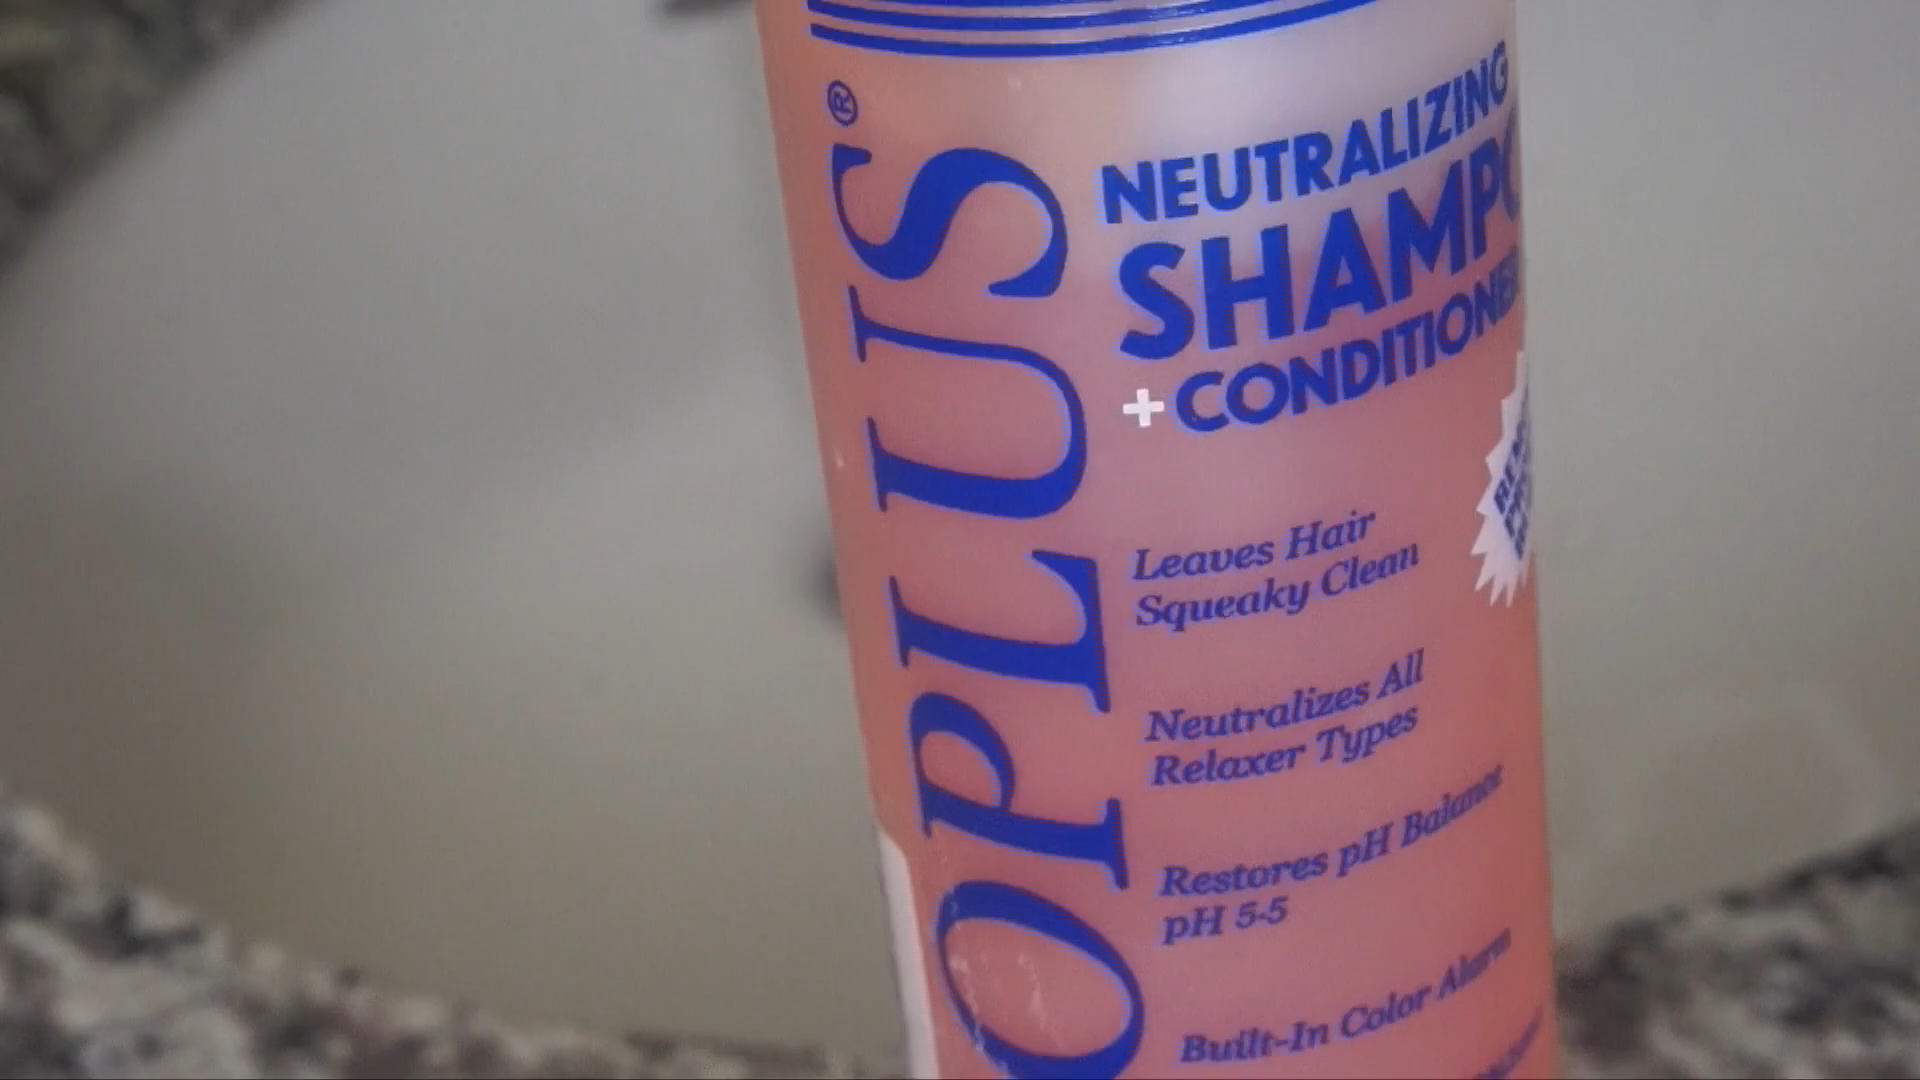 OPLUS®
NEUTRALIZING
SHAMPO
+CONDITIONER
Leaves Hair
Squeaky Clean
Neutralizes All
Relaxer Types
Restores pH Balance
pH 5.5
Built-In Color Alarm